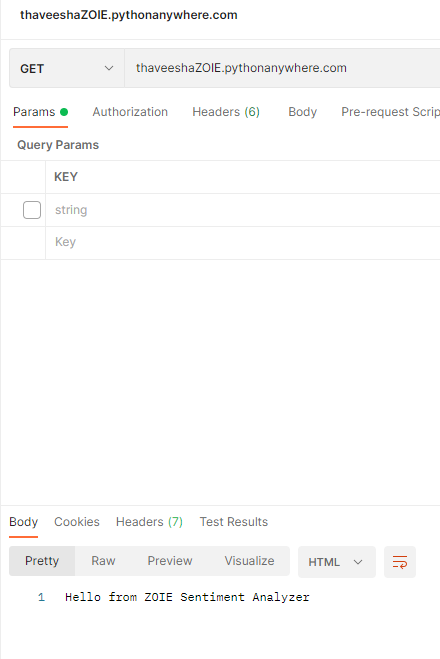 thaveeshaZOIE.pythonanywhere.com
GET thaveeshaZOIE.pythonanywhere.com
Params Authorization Headers (6) Body Pre-request Scrip
Query Params
KEY
string
Key
Body Cookies Headers (7) Test Results
Pretty Raw Preview Visualize HTML
1 Hello from ZOIE Sentiment Analyzer